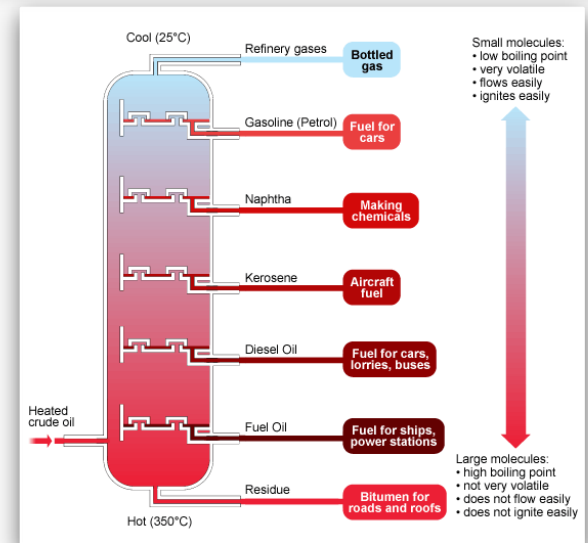 Cool (25°C)
Refinery gases
Bottled
gas
Gasoline (Petrol)
Fuel for
cars
Naphtha
Making
chemicals
Kerosene
Aircraft
fuel
Diesel Oil
Fuel for cars,
lorries, buses
Heated
crude oil
Fuel Oil
Fuel for ships,
power stations
Residue
Bitumen for
roads and roofs
Hot (350°C)
Small molecules:
• low boiling point
• very volatile
• flows easily
• ignites easily
Large molecules:
• high boiling point
• not very volatile
• does not flow easily
• does not ignite easily